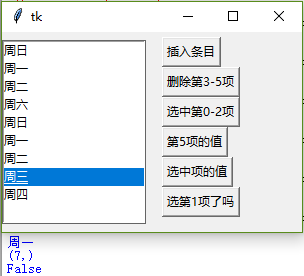 tk
周日
周一
周二
周六
周日
周一
周二
周三
周四
插入条目
删除第3-5项
选中第0-2项
第5项的值
选中项的值
选第1项了吗
周一
(7,)
False